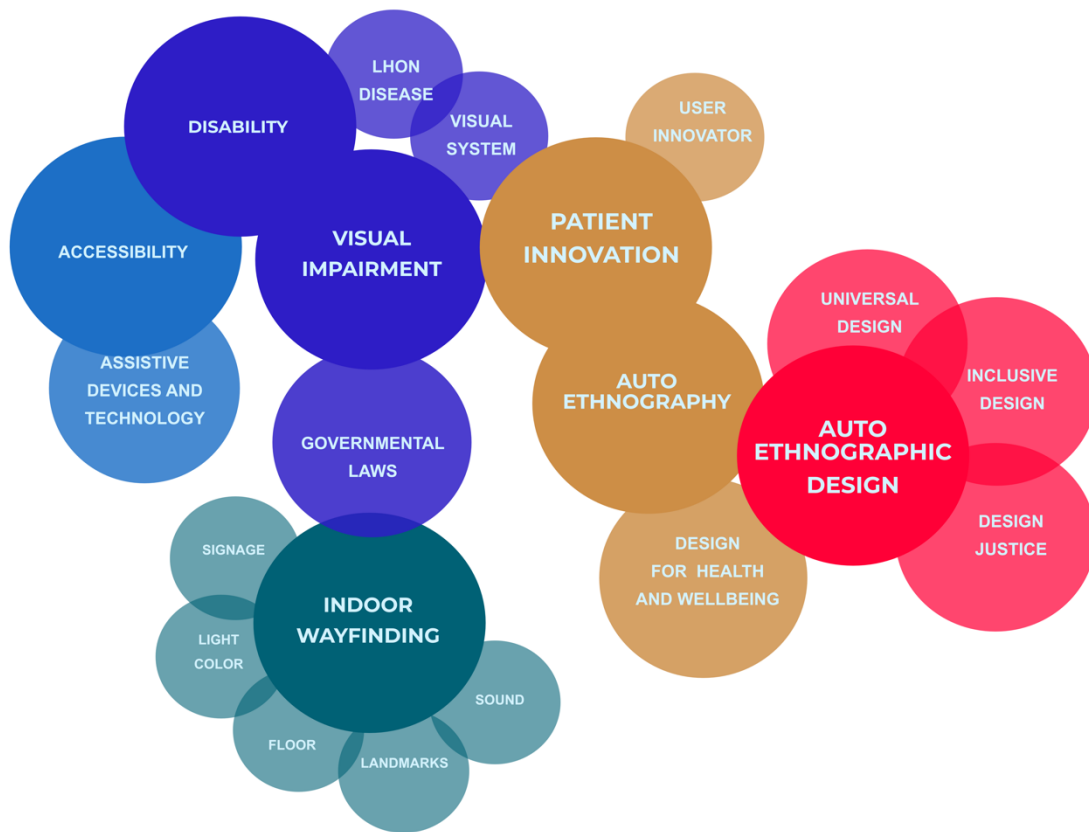 LHON
DISEASE
DISABILITY
VISUAL
SYSTEM
USER
INNOVATOR
ACCESSIBILITY
VISUAL
IMPAIRMENT
PATIENT
INNOVATION
ASSISTIVE
DEVICES AND
TECHNOLOGY
GOVERNMENTAL
LAWS
AUTO
ETHNOGRAPHY
UNIVERSAL
DESIGN
INCLUSIVE
DESIGN
AUTO
ETHNOGRAPHIC
DESIGN
DESIGN
JUSTICE
DESIGN
FOR HEALTH
AND WELLBEING
SIGNAGE
INDOOR
WAYFINDING
LIGHT
COLOR
FLOOR
LANDMARKS
SOUND